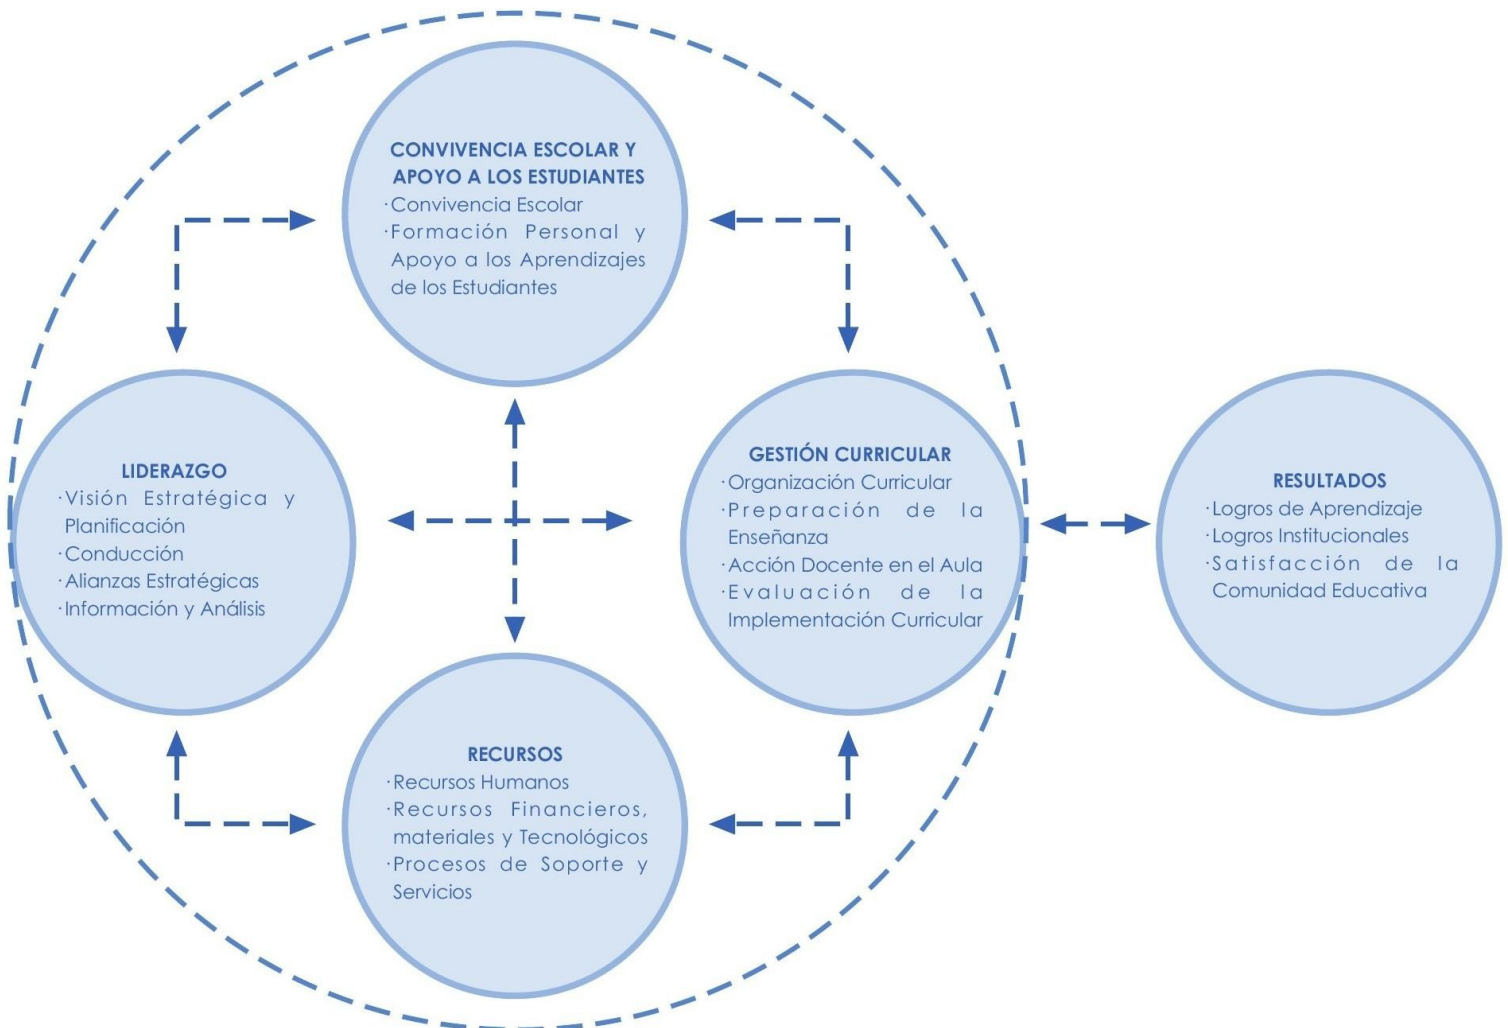 CONVIVENCIA ESCOLAR Y
APOYO A LOS ESTUDIANTES
·Convivencia Escolar
·Formación Personal y
Apoyo a los Aprendizajes
de los Estudiantes
LIDERAZGO
·Visión Estratégica y
Planificación
·Conducción
·Alianzas Estratégicas
·Información y Análisis
GESTIÓN CURRICULAR
·Organización Curricular
·Preparación de la
Enseñanza
·Acción Docente en el Aula
·Evaluación de la
Implementación Curricular
RESULTADOS
·Logros de Aprendizaje
·Logros Institucionales
·Satisfacción de la
Comunidad Educativa
RECURSOS
·Recursos Humanos
·Recursos Financieros,
materiales y Tecnológicos
·Procesos de Soporte y
Servicios